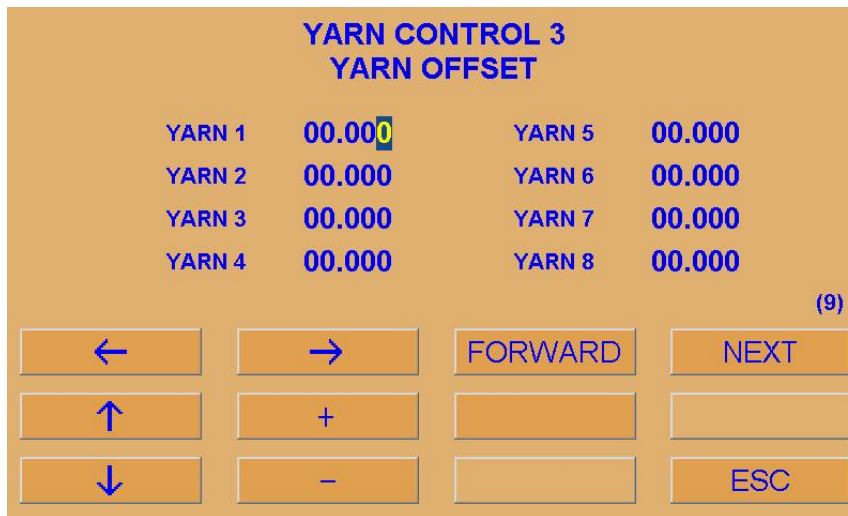 YARN CONTROL 3
YARN OFFSET
YARN 1 00.000 YARN 5 00.000
YARN 2 00.000 YARN 6 00.000
YARN 3 00.000 YARN 7 00.000
YARN 4 00.000 YARN 8 00.000
(9)
← → FORWARD NEXT
↑ +
↓ − ESC